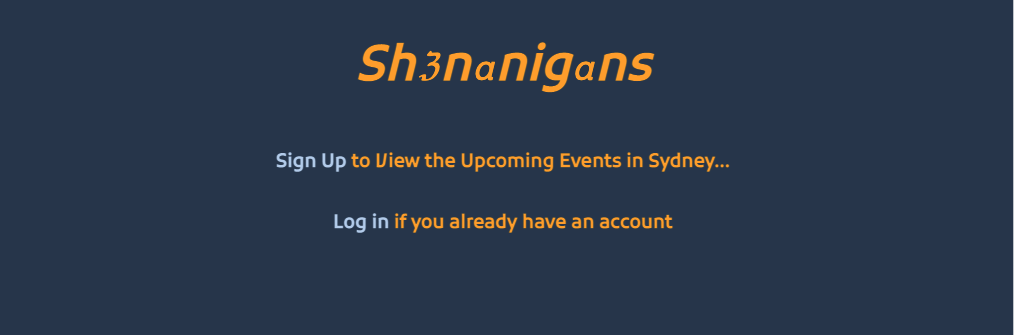 Sh3nanigans
Sign Up to View the Upcoming Events in Sydney...
Log in if you already have an account